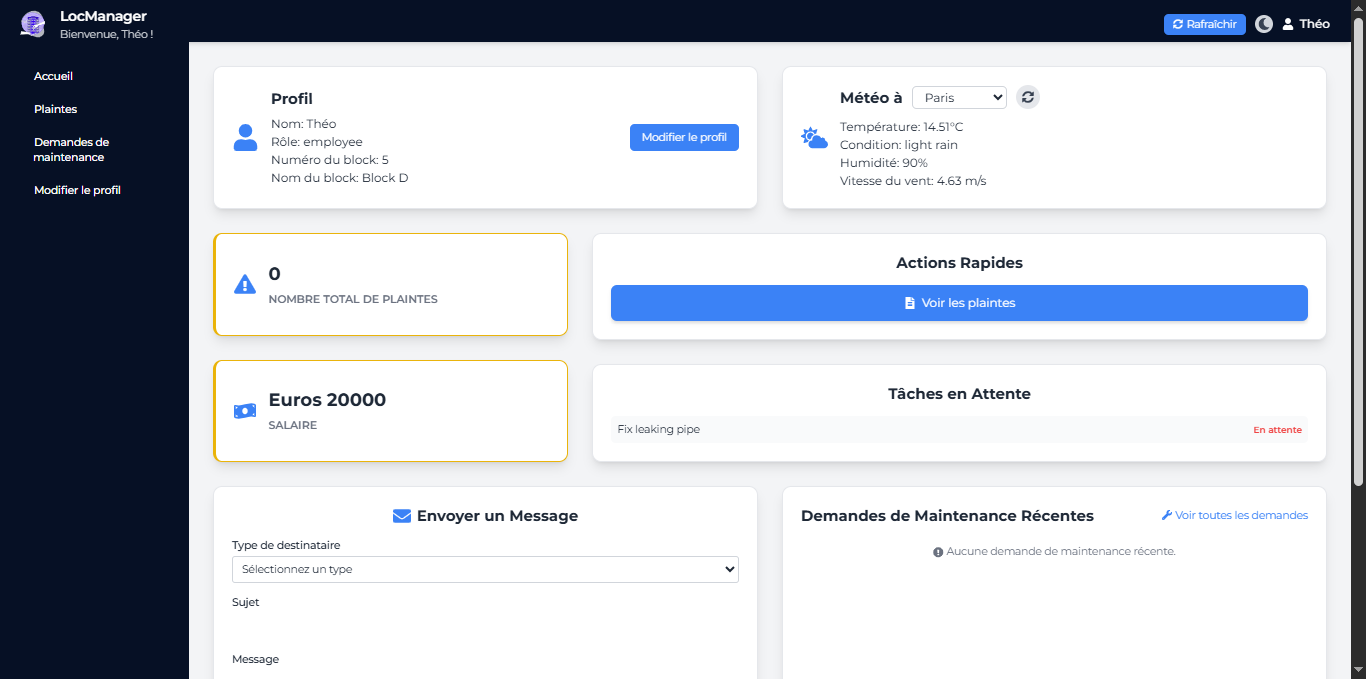 LocManager
Bienvenue, Théo !
Rafraîchir
Théo
Accueil
Plaintes
Demandes de
maintenance
Modifier le profil
Profil
Nom: Théo
Rôle: employee
Numéro du block: 5
Nom du block: Block D
Modifier le profil
Météo à
Paris
Température: 14.51°C
Condition: light rain
Humidité: 90%
Vitesse du vent: 4.63 m/s
0
NOMBRE TOTAL DE PLAINTES
Actions Rapides
Voir les plaintes
Euros 20000
SALAIRE
Tâches en Attente
Fix leaking pipe
En attente
Envoyer un Message
Type de destinataire
Sélectionnez un type
Sujet
Message
Demandes de Maintenance Récentes
Voir toutes les demandes
Aucune demande de maintenance récente.